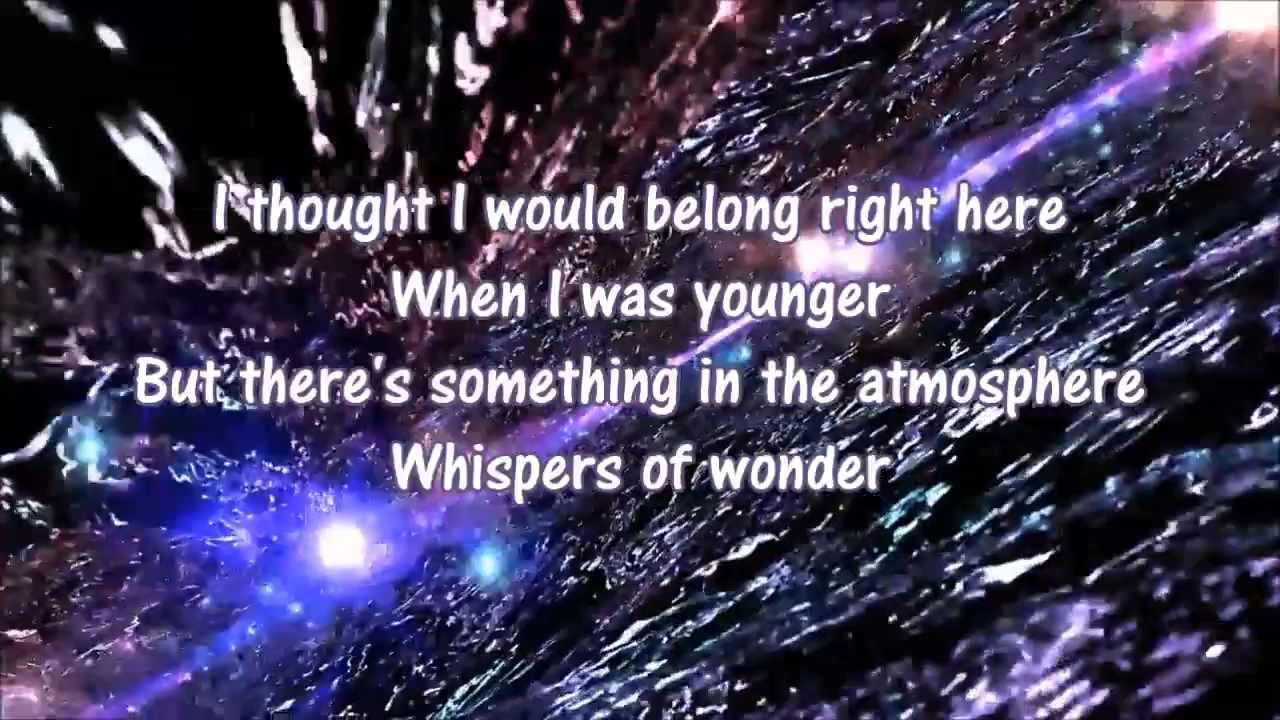 I thought I would belong right here
When I was younger
But there's something in the atmosphere
Whispers of wonder